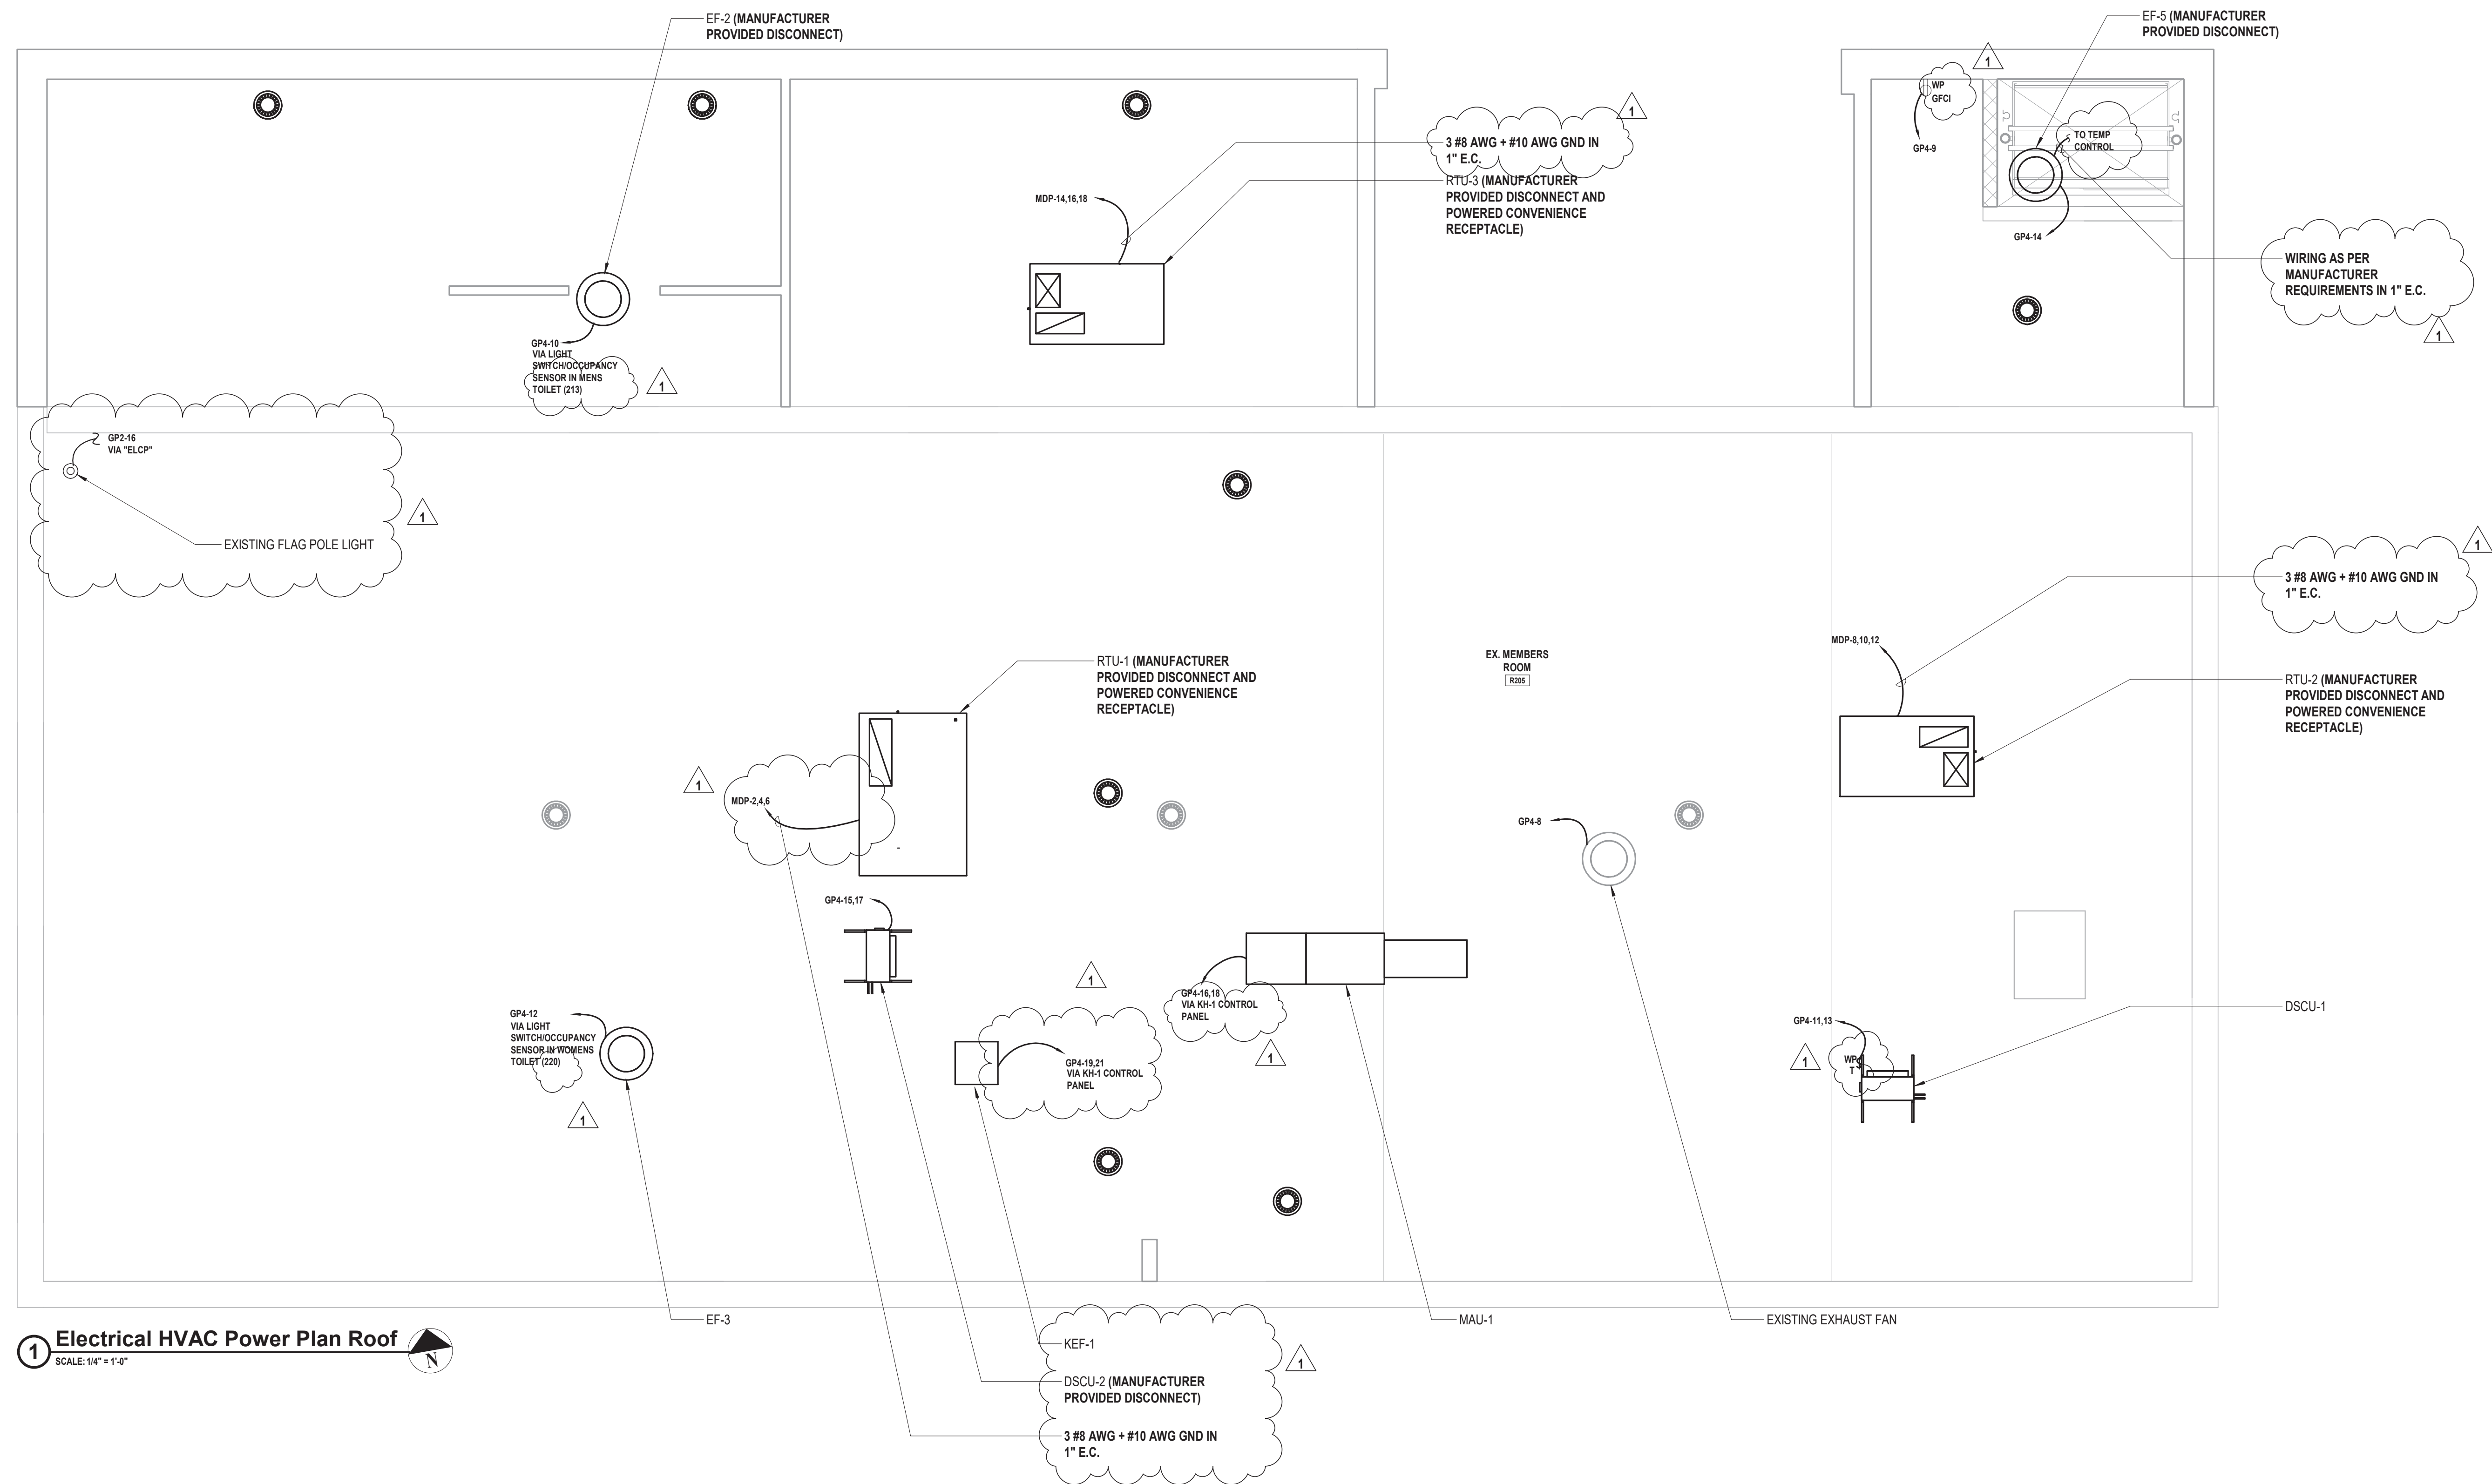 EF-2 (MANUFACTURER
PROVIDED DISCONNECT)
EF-5 (MANUFACTURER
PROVIDED DISCONNECT)
1
WP
GFCI
GP4-9
TO TEMP
CONTROL
GP4-14
1
3 #8 AWG + #10 AWG GND IN
1" E.C.
RTU-3 (MANUFACTURER
PROVIDED DISCONNECT AND
POWERED CONVENIENCE
RECEPTACLE)
MDP-14,16,18
WIRING AS PER
MANUFACTURER
REQUIREMENTS IN 1" E.C.
1
GP4-10
VIA LIGHT
SWITCH/OCCUPANCY
SENSOR IN MENS
TOILET (213)
1
GP2-16
VIA "ELCP"
EXISTING FLAG POLE LIGHT
1
1
3 #8 AWG + #10 AWG GND IN
1" E.C.
MDP-8,10,12
RTU-2 (MANUFACTURER
PROVIDED DISCONNECT AND
POWERED CONVENIENCE
RECEPTACLE)
RTU-1 (MANUFACTURER
PROVIDED DISCONNECT AND
POWERED CONVENIENCE
RECEPTACLE)
EX. MEMBERS
ROOM
R205
1
MDP-2,4,6
GP4-8
GP4-15,17
1
GP4-16,18
VIA KH-1 CONTROL
PANEL
1
GP4-12
VIA LIGHT
SWITCH/OCCUPANCY
SENSOR IN WOMENS
TOILET (220)
1
GP4-19,21
VIA KH-1 CONTROL
PANEL
GP4-11,13
1
WP
T
DSCU-1
EF-3
KEF-1
DSCU-2 (MANUFACTURER
PROVIDED DISCONNECT)
3 #8 AWG + #10 AWG GND IN
1" E.C.
1
MAU-1
EXISTING EXHAUST FAN
1
Electrical HVAC Power Plan Roof
SCALE: 1/4" = 1'-0"
N